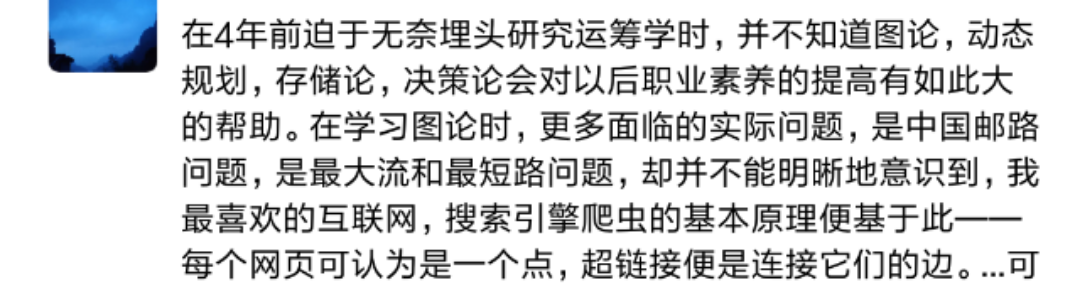 在4年前迫于无奈埋头研究运筹学时，并不知道图论，动态
规划，存储论，决策论会对以后职业素养的提高有如此大
的帮助。在学习图论时，更多面临的实际问题，是中国邮路
问题，是最大流和最短路问题，却并不能明晰地意识到，我
最喜欢的互联网，搜索引擎爬虫的基本原理便基于此——
每个网页可认为是一个点，超链接便是连接它们的边。...可